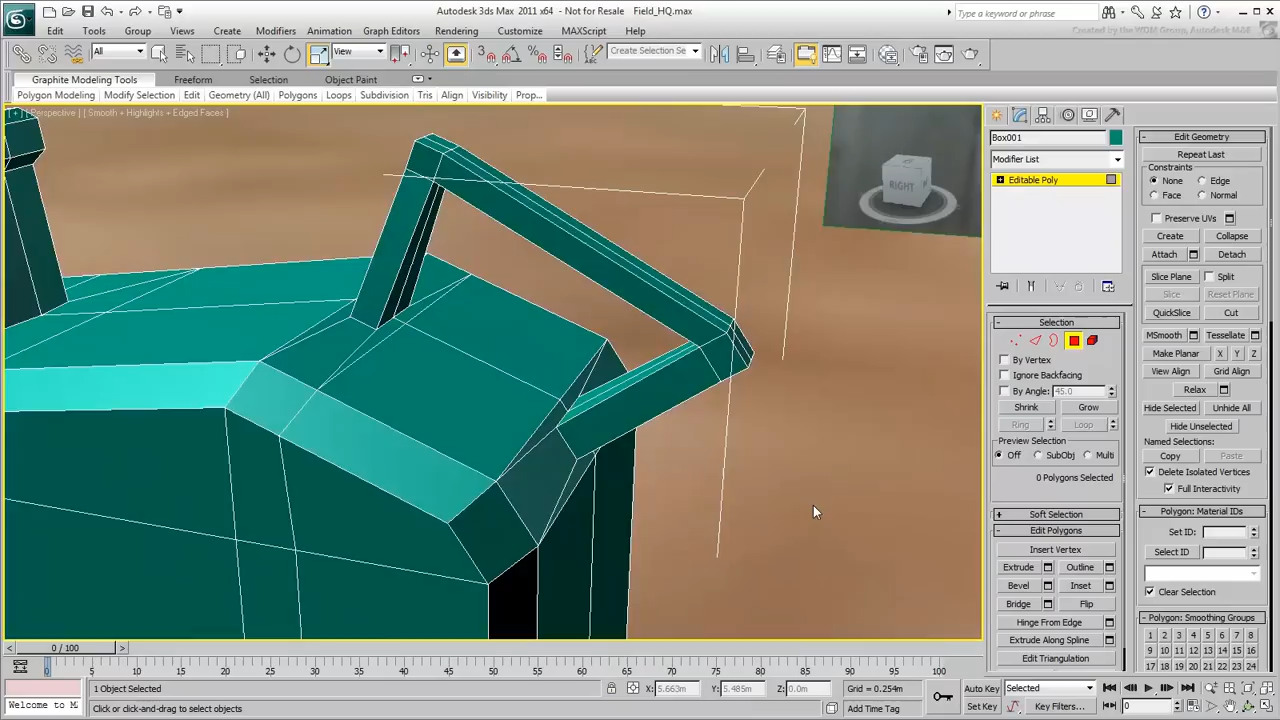 Autodesk 3ds Max 2011 x64 - Not for Resale Field_HQ.max
Type a keyword or phrase
Edit Tools Group Views Create Modifiers Animation Graph Editors Rendering Customize MAXScript Help
Created by the WDM Group, Autodesk M&E
All View Create Selection Se
Graphite Modeling Tools Freeform Selection Object Paint
Polygon Modeling Modify Selection Edit Geometry (All) Polygons Loops Subdivision Tris Align Visibility Prop...
[ + ] [ Perspective ] [ Smooth + Highlights + Edged Faces ]
RIGHT
Box001
Modifier List
Editable Poly
Selection
By Vertex
Ignore Backfacing
By Angle: 45.0
Shrink Grow
Ring Loop
Preview Selection
Off SubObj Multi
0 Polygons Selected
Soft Selection
Edit Polygons
Insert Vertex
Extrude Outline
Bevel Inset
Bridge Flip
Hinge From Edge
Extrude Along Spline
Edit Triangulation
Edit Geometry
Repeat Last
Constraints
None Edge
Face Normal
Preserve UVs
Create Collapse
Attach Detach
Slice Plane Split
Slice Reset Plane
QuickSlice Cut
MSmooth Tessellate
Make Planar X Y Z
View Align Grid Align
Relax
Hide Selected Unhide All
Hide Unselected
Named Selections:
Copy Paste
Delete Isolated Vertices
Full Interactivity
Polygon: Material IDs
Set ID:
Select ID
Clear Selection
Polygon: Smoothing Groups
1 2 3 4 5 6 7 8
9 10 11 12 13 14 15 16
17 18 19 20 21 22 23 24
< 0 / 100 >
0 5 10 15 20 25 30 35 40 45 50 55 60 65 70 75 80 85 90 95 100
1 Object Selected X: 5.663m Y: 5.485m Z: 0.0m Grid = 0.254m Auto Key Selected
Welcome to M Click or click-and-drag to select objects Add Time Tag Set Key Key Filters... 0